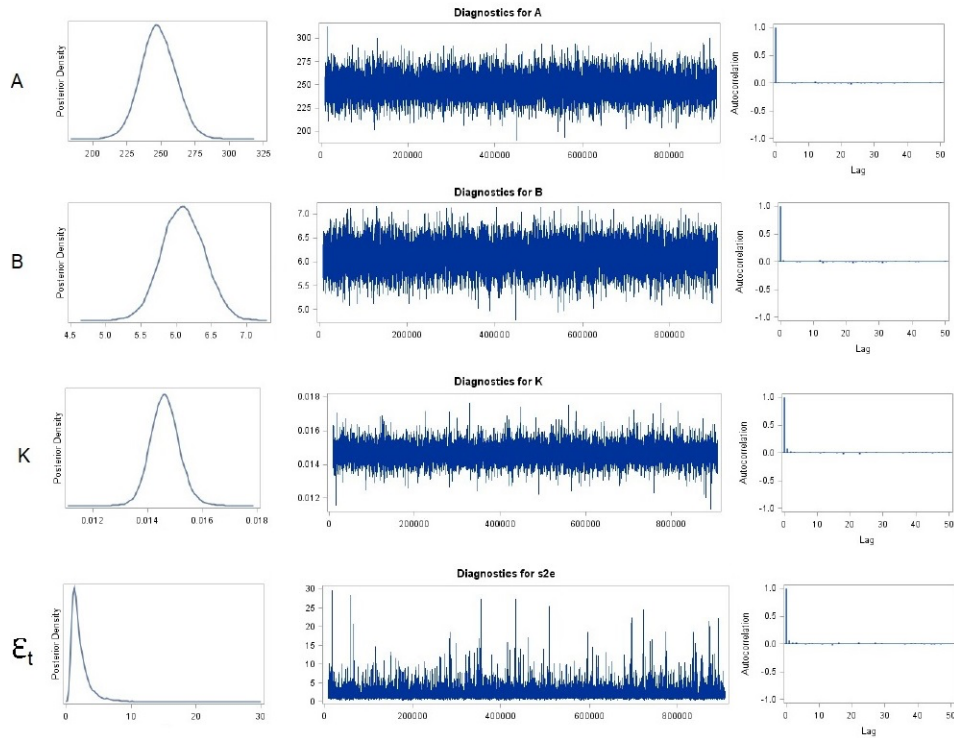 Diagnostics for A
A
Posterior Density
200 225 250 275 300 325
300
275
250
225
200
0 200000 400000 600000 800000
Autocorrelation
1.0
0.5
0.0
-0.5
-1.0
0 10 20 30 40 50
Lag
Diagnostics for B
B
Posterior Density
4.5 5.0 5.5 6.0 6.5 7.0
7.0
6.5
6.0
5.5
5.0
0 200000 400000 600000 800000
Autocorrelation
1.0
0.5
0.0
-0.5
-1.0
0 10 20 30 40 50
Lag
Diagnostics for K
K
Posterior Density
0.012 0.014 0.016 0.018
0.018
0.016
0.014
0.012
0 200000 400000 600000 800000
Autocorrelation
1.0
0.5
0.0
-0.5
-1.0
0 10 20 30 40 50
Lag
Diagnostics for s2e
Ɛt
Posterior Density
0 10 20 30
30
25
20
15
10
5
0
0 200000 400000 600000 800000
Autocorrelation
1.0
0.5
0.0
-0.5
-1.0
0 10 20 30 40 50
Lag